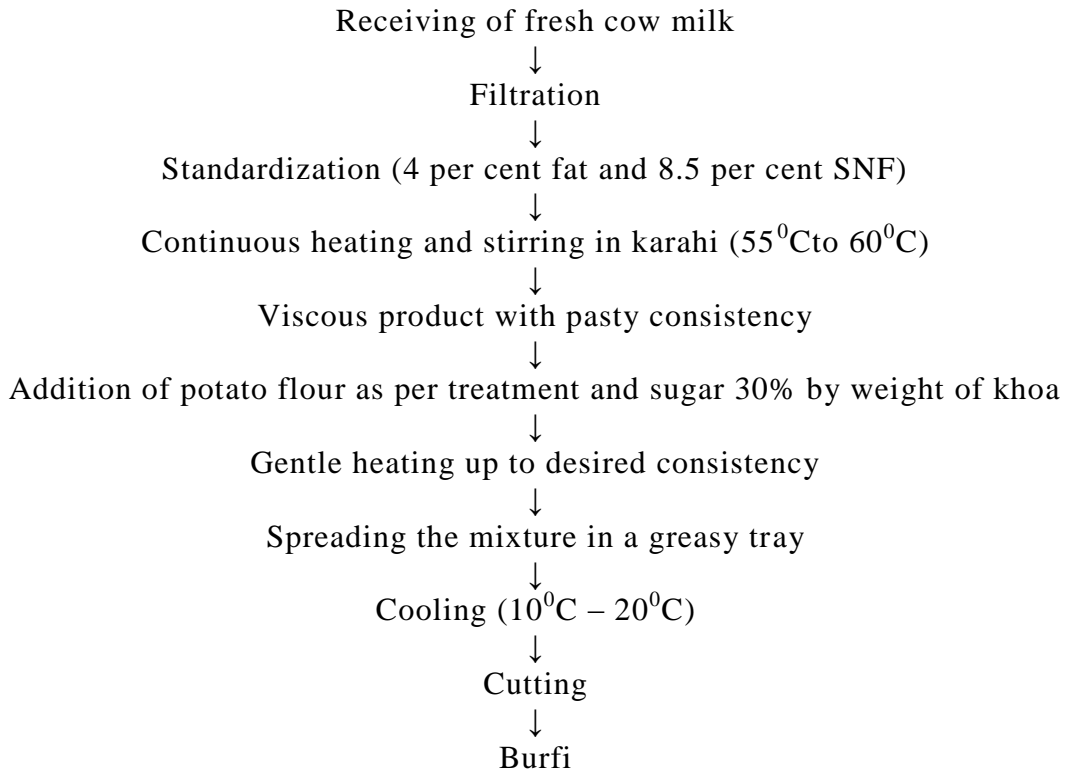 Receiving of fresh cow milk
↓
Filtration
↓
Standardization (4 per cent fat and 8.5 per cent SNF)
↓
Continuous heating and stirring in karahi (55⁰Cto 60⁰C)
↓
Viscous product with pasty consistency
↓
Addition of potato flour as per treatment and sugar 30% by weight of khoa
↓
Gentle heating up to desired consistency
↓
Spreading the mixture in a greasy tray
↓
Cooling (10⁰C – 20⁰C)
↓
Cutting
↓
Burfi